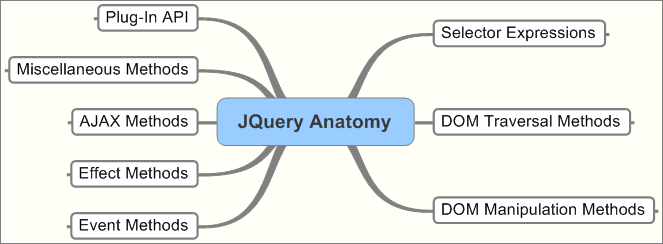 Plug-In API
Miscellaneous Methods
AJAX Methods
Effect Methods
Event Methods
JQuery Anatomy
Selector Expressions
DOM Traversal Methods
DOM Manipulation Methods